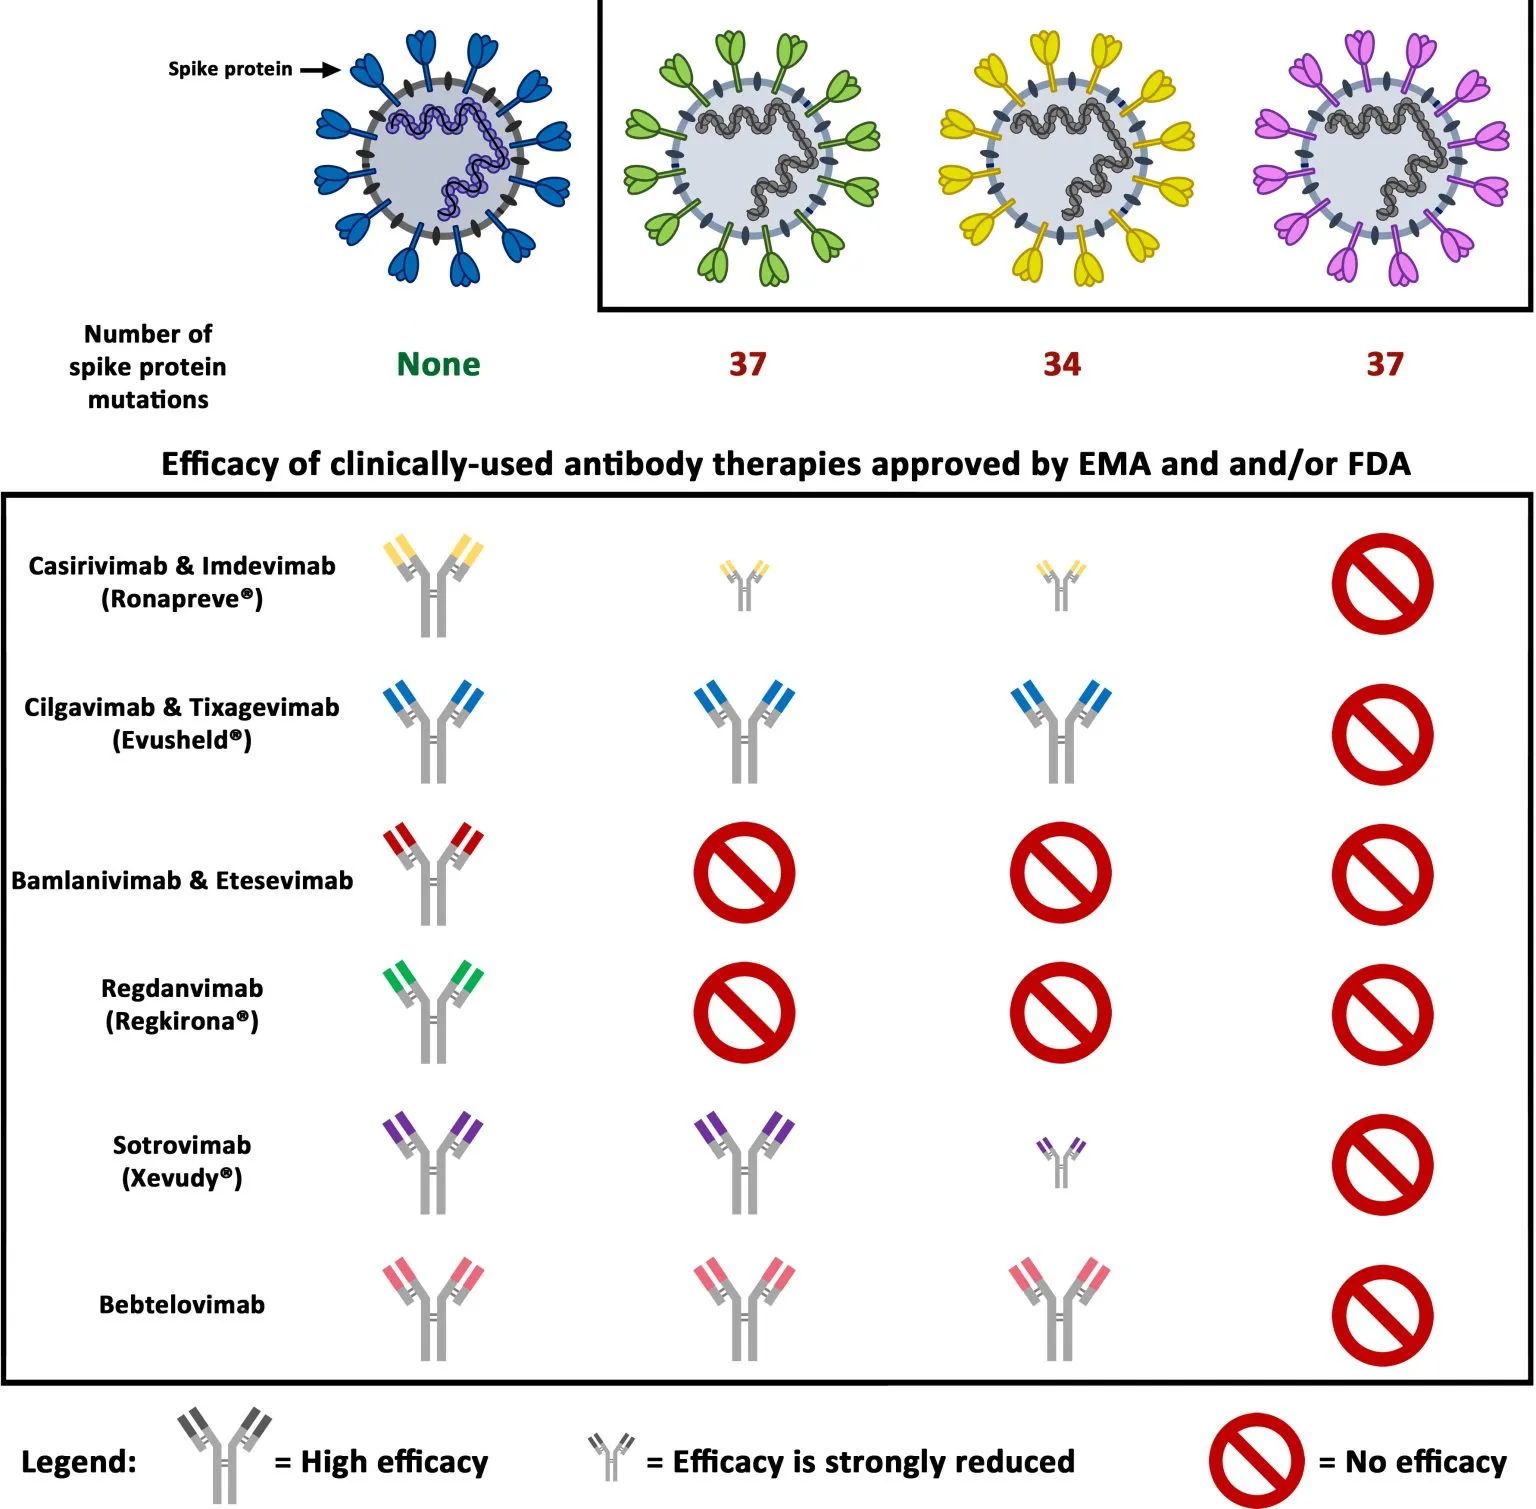 Spike protein
Number of
spike protein
mutations
None
37
34
37
Efficacy of clinically-used antibody therapies approved by EMA and and/or FDA
Casirivimab & Imdevimab
(Ronapreve®)
Cilgavimab & Tixagevimab
(Evusheld®)
Bamlanivimab & Etesevimab
Regdanvimab
(Regkirona®)
Sotrovimab
(Xevudy®)
Bebtelovimab
Legend:
= High efficacy
= Efficacy is strongly reduced
= No efficacy